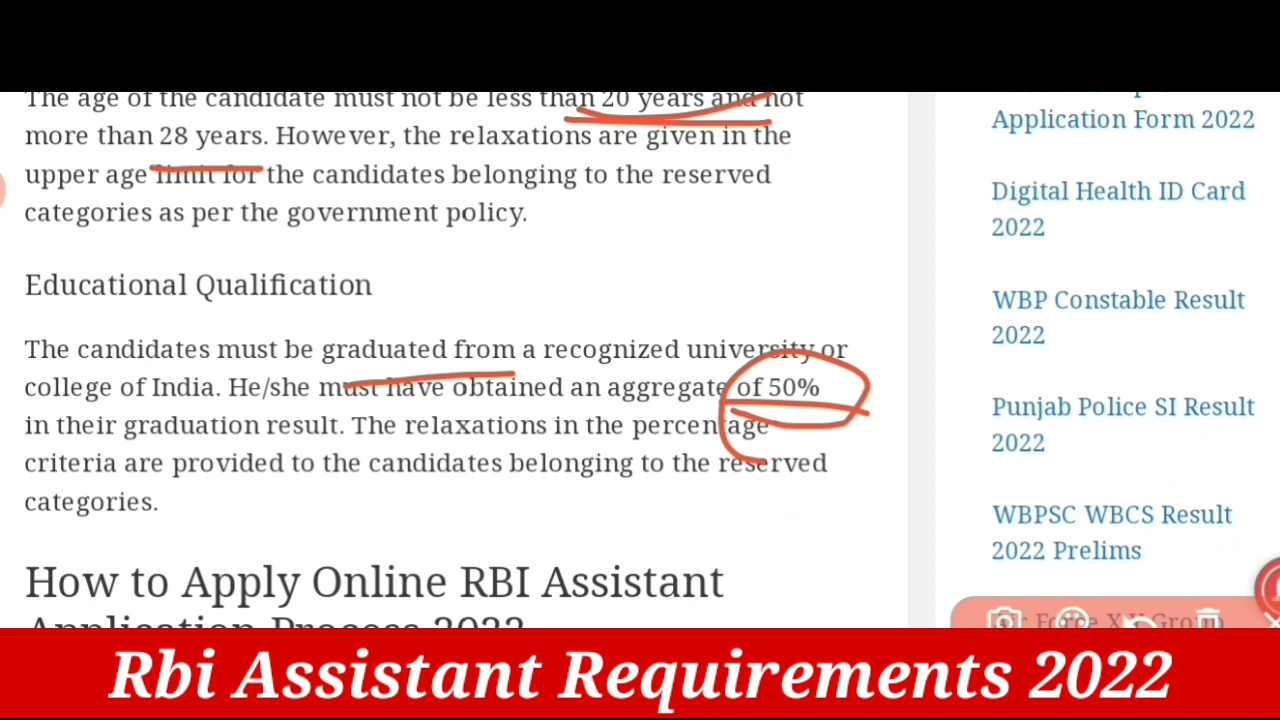 The age of the candidate must not be less than 20 years and not
more than 28 years. However, the relaxations are given in the
upper age limit for the candidates belonging to the reserved
categories as per the government policy.
Educational Qualification
The candidates must be graduated from a recognized university or
college of India. He/she must have obtained an aggregate of 50%
in their graduation result. The relaxations in the percentage
criteria are provided to the candidates belonging to the reserved
categories.
How to Apply Online RBI Assistant
Application Process 2022
Application Form 2022
Digital Health ID Card
2022
WBP Constable Result
2022
Punjab Police SI Result
2022
WBPSC WBCS Result
2022 Prelims
Air Force X Y Group
Rbi Assistant Requirements 2022